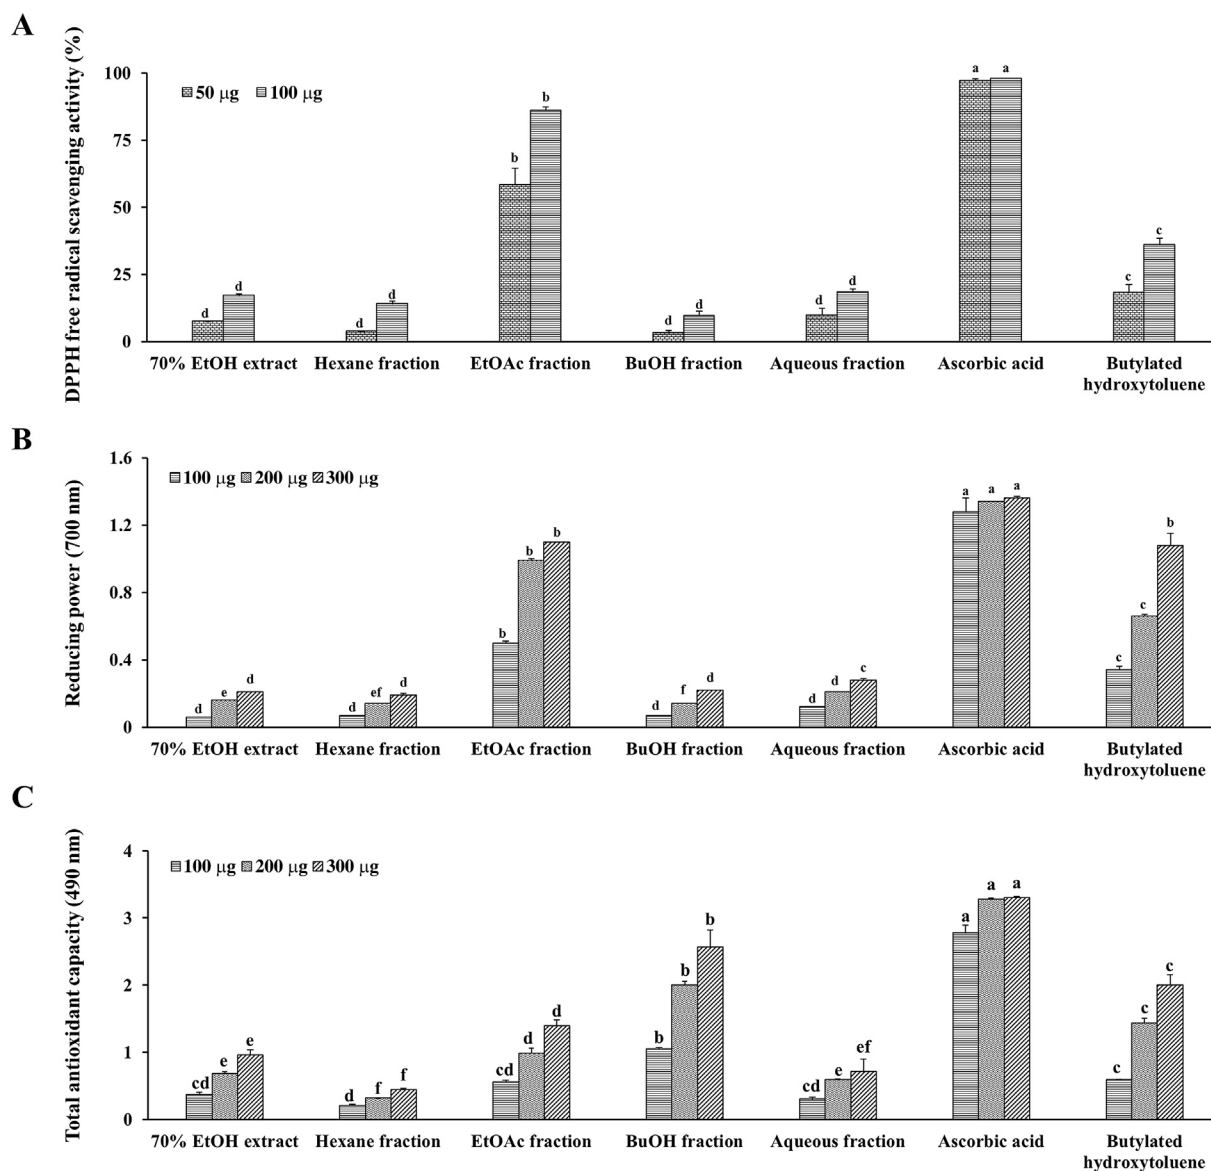 A
DPPH free radical scavenging activity (%)
50 μg 100 μg
100
75
50
25
0
d d d d b b d d d d a a c c
70% EtOH extract Hexane fraction EtOAc fraction BuOH fraction Aqueous fraction Ascorbic acid Butylated hydroxytoluene
B
Reducing power (700 nm)
100 μg 200 μg 300 μg
1.6
1.2
0.8
0.4
0
d e d d ef d b b b d f d d d c a a a c c b
70% EtOH extract Hexane fraction EtOAc fraction BuOH fraction Aqueous fraction Ascorbic acid Butylated hydroxytoluene
C
Total antioxidant capacity (490 nm)
100 μg 200 μg 300 μg
4
3
2
1
0
cd e e d f f cd d d b b b cd e ef a a a c c c
70% EtOH extract Hexane fraction EtOAc fraction BuOH fraction Aqueous fraction Ascorbic acid Butylated hydroxytoluene